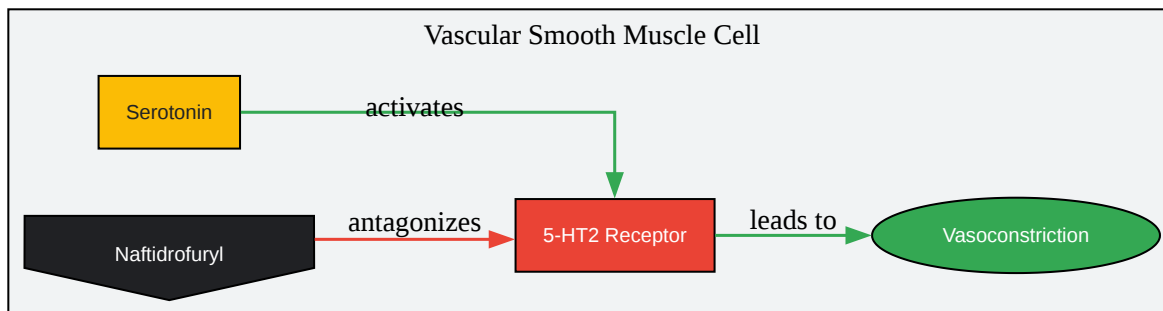 Vascular Smooth Muscle Cell
Serotonin
activates
Naftidrofuryl
antagonizes
5-HT2 Receptor
leads to
Vasoconstriction